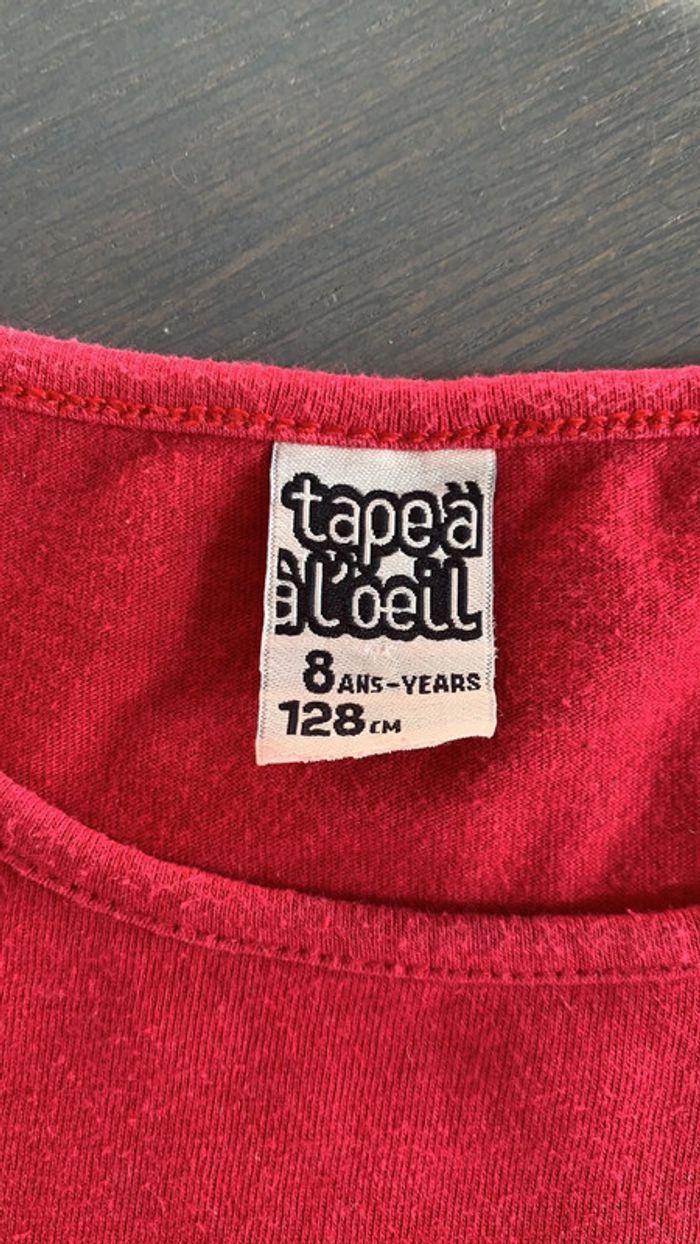 tape à
à l'oeil
8 ANS-YEARS
128 CM